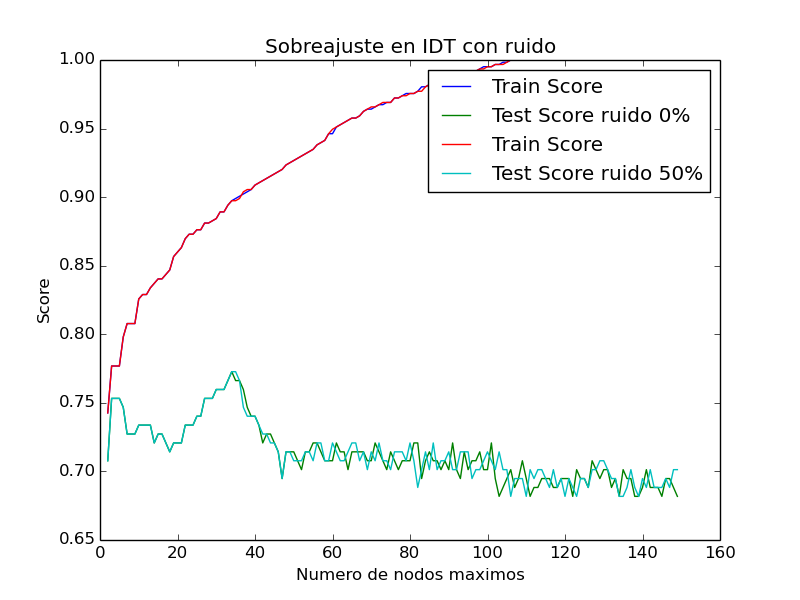 Sobreajuste en IDT con ruido
Score
1.00
0.95
0.90
0.85
0.80
0.75
0.70
0.65
Train Score
Test Score ruido 0%
Train Score
Test Score ruido 50%
0 20 40 60 80 100 120 140 160
Numero de nodos maximos